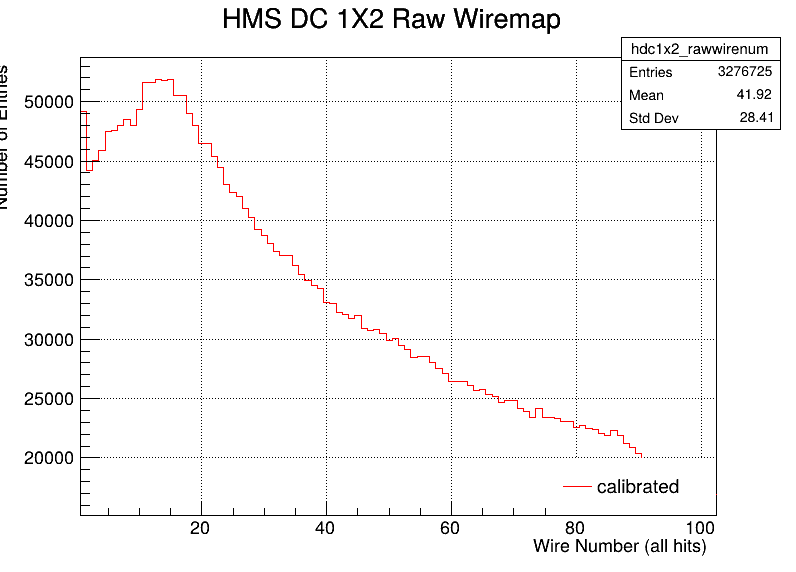 HMS DC 1X2 Raw Wiremap
hdc1x2_rawwirenum
Entries 3276725
Mean 41.92
Std Dev 28.41
Number of Entries
50000
45000
40000
35000
30000
25000
20000
calibrated
20 40 60 80 100
Wire Number (all hits)